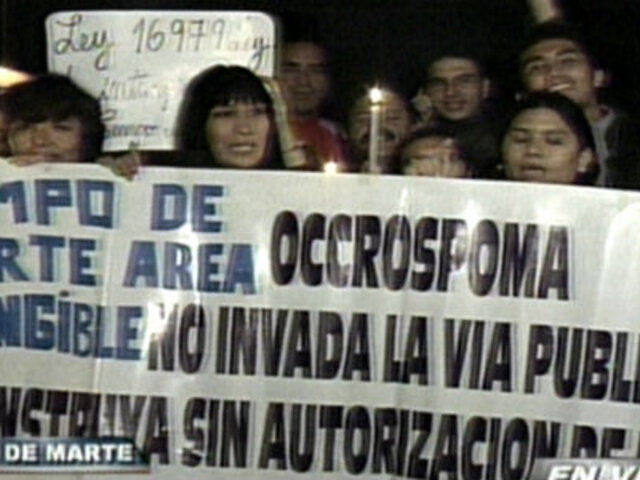 Ley 16979
MPO DE
RTE AREA OCCROSPOMA
NGIBLE NO INVADA LA VIA PUBL
NSTRUYA SIN AUTORIZACION DE
DE MARTE
EN V